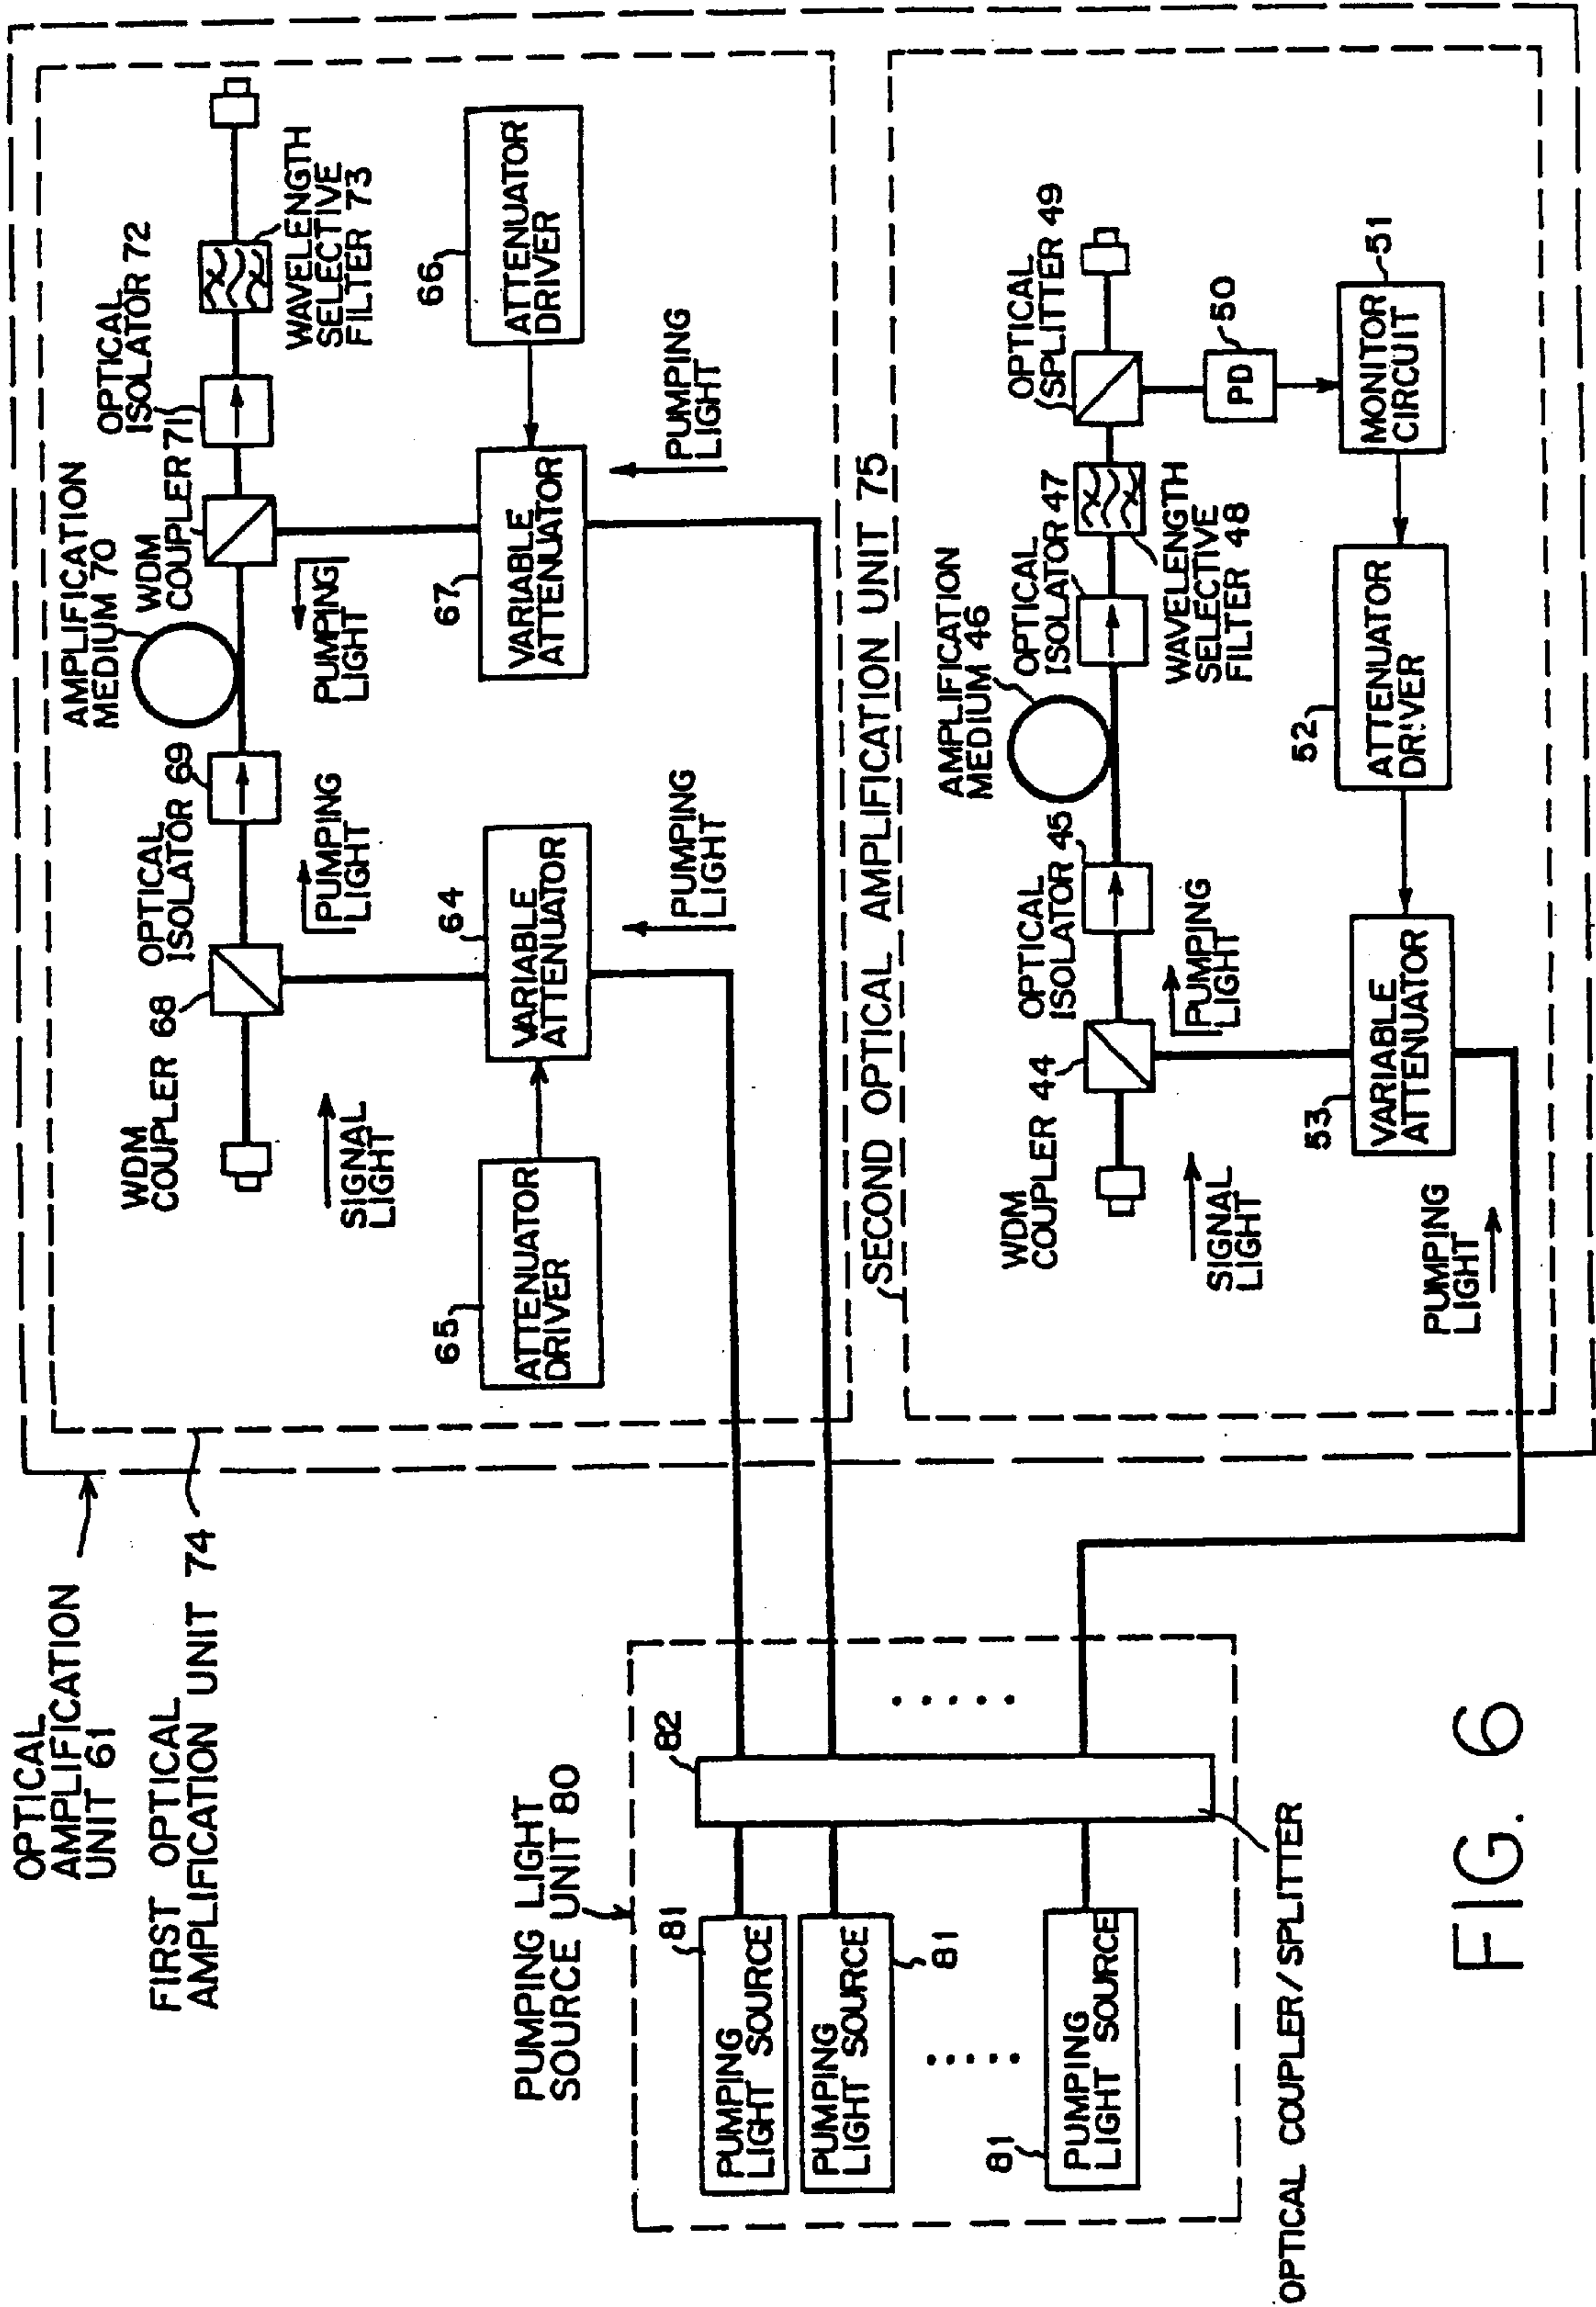 OPTICAL
AMPLIFICATION
UNIT 61
FIRST OPTICAL
AMPLIFICATION UNIT 74
PUMPING LIGHT
SOURCE UNIT 80
81
PUMPING
LIGHT SOURCE
PUMPING
LIGHT SOURCE
81
.....
81
PUMPING
LIGHT SOURCE
82
.....
OPTICAL COUPLER/SPLITTER
WDM
COUPLER 68
OPTICAL
ISOLATOR 69
AMPLIFICATION
MEDIUM 70
WDM
COUPLER 71
OPTICAL
ISOLATOR 72
WAVELENGTH
SELECTIVE
FILTER 73
SIGNAL
LIGHT
PUMPING
LIGHT
PUMPING
LIGHT
65
ATTENUATOR
DRIVER
64
VARIABLE
ATTENUATOR
67
VARIABLE
ATTENUATOR
66
ATTENUATOR
DRIVER
PUMPING
LIGHT
PUMPING
LIGHT
SECOND OPTICAL AMPLIFICATION UNIT 75
WDM
COUPLER 44
OPTICAL
ISOLATOR 45
AMPLIFICATION
MEDIUM 46
OPTICAL
ISOLATOR 47
WAVELENGTH
SELECTIVE
FILTER 48
OPTICAL
SPLITTER 49
SIGNAL
LIGHT
PUMPING
LIGHT
PD
50
53
VARIABLE
ATTENUATOR
52
ATTENUATOR
DRIVER
MONITOR
CIRCUIT
51
PUMPING
LIGHT
FIG. 6